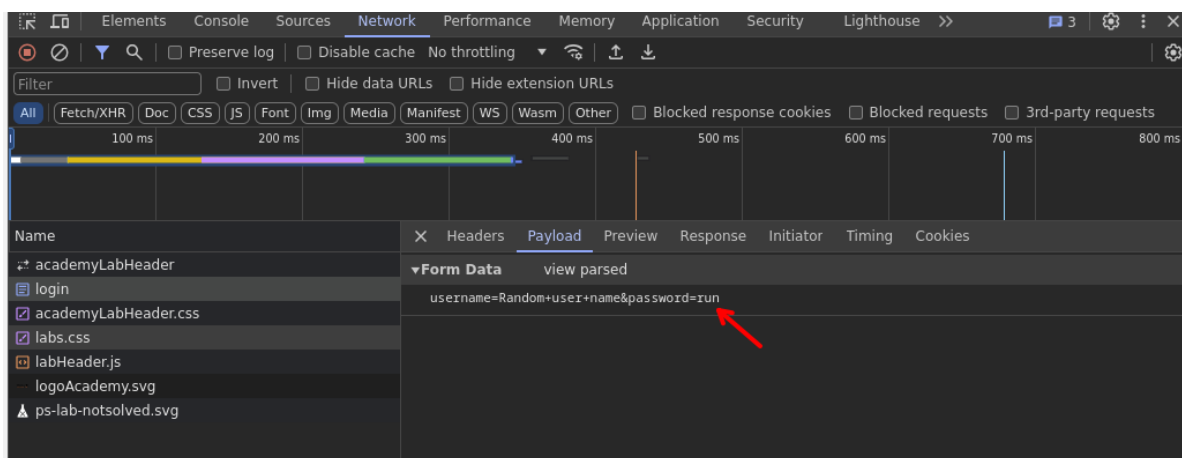 Elements Console Sources Network Performance Memory Application Security Lighthouse >> 3
Preserve log Disable cache No throttling
Filter Invert Hide data URLs Hide extension URLs
All Fetch/XHR Doc CSS JS Font Img Media Manifest WS Wasm Other Blocked response cookies Blocked requests 3rd-party requests
100 ms 200 ms 300 ms 400 ms 500 ms 600 ms 700 ms 800 ms
Name Headers Payload Preview Response Initiator Timing Cookies
academyLabHeader
Form Data view parsed
login
username=Random+user+name&password=run
academyLabHeader.css
labs.css
labHeader.js
logoAcademy.svg
ps-lab-notsolved.svg